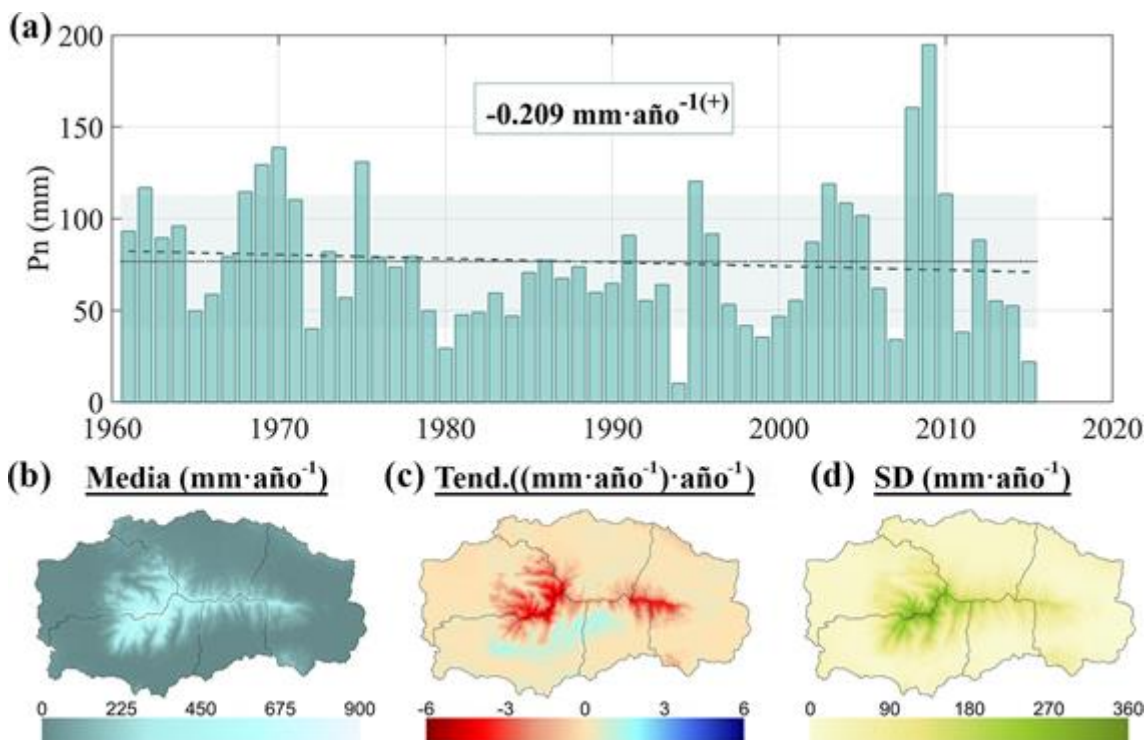 (a)
200
150
100
50
0
Pn (mm)
-0.209 mm·año⁻¹⁽⁺⁾
1960 1970 1980 1990 2000 2010 2020
(b) Media (mm·año⁻¹) (c) Tend.((mm·año⁻¹)·año⁻¹) (d) SD (mm·año⁻¹)
0 225 450 675 900 -6 -3 0 3 6 0 90 180 270 360